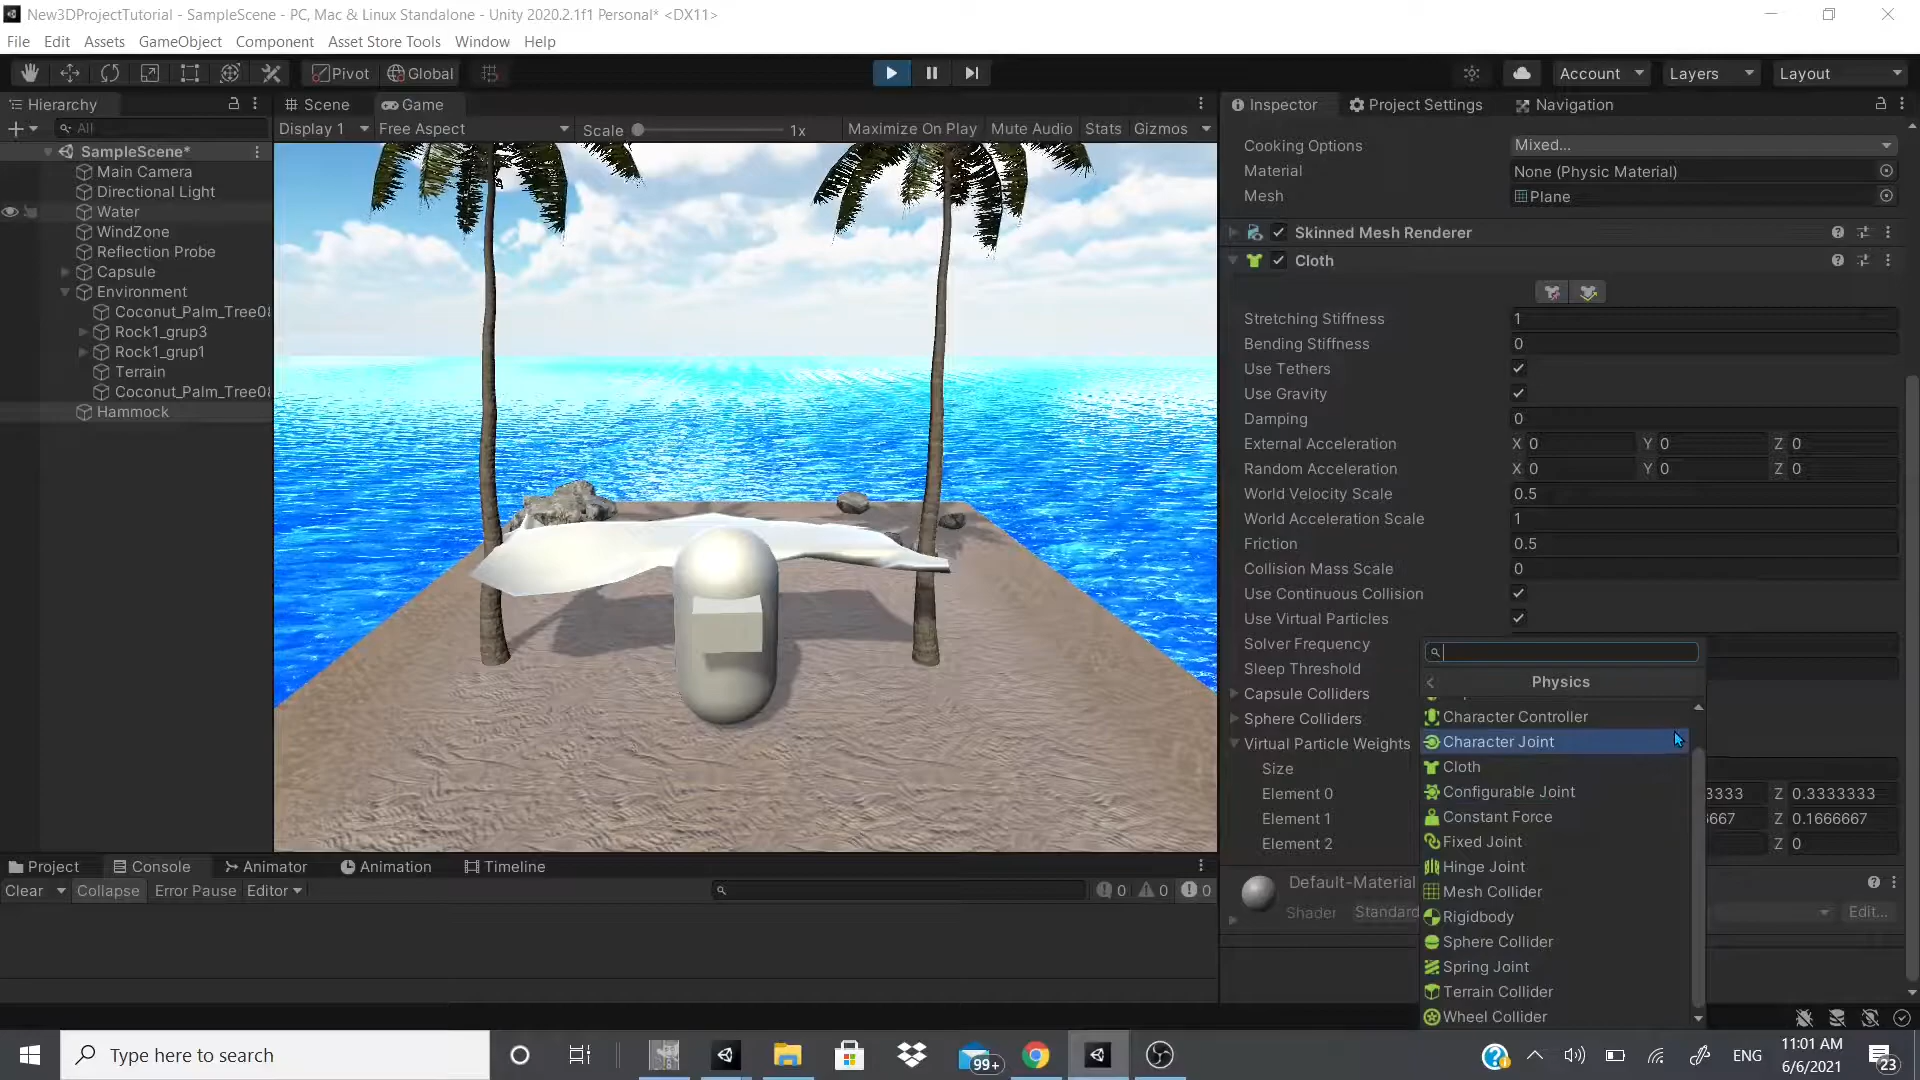 New3DProjectTutorial - SampleScene - PC, Mac & Linux Standalone - Unity 2020.2.1f1 Personal* <DX11>
File Edit Assets GameObject Component Asset Store Tools Window Help
Pivot Global Account Layers Layout
Hierarchy
All
SampleScene*
Main Camera
Directional Light
Water
WindZone
Reflection Probe
Capsule
Environment
Coconut_Palm_Tree0
Rock1_grup3
Rock1_grup1
Terrain
Coconut_Palm_Tree0
Hammock
Scene Game
Display 1 Free Aspect Scale 1x Maximize On Play Mute Audio Stats Gizmos
Inspector Project Settings Navigation
Cooking Options Mixed...
Material None (Physic Material)
Mesh Plane
Skinned Mesh Renderer
Cloth
Stretching Stiffness 1
Bending Stiffness 0
Use Tethers
Use Gravity
Damping 0
External Acceleration X 0 Y 0 Z 0
Random Acceleration X 0 Y 0 Z 0
World Velocity Scale 0.5
World Acceleration Scale 1
Friction 0.5
Collision Mass Scale 0
Use Continuous Collision
Use Virtual Particles
Solver Frequency
Sleep Threshold
Capsule Colliders
Sphere Colliders
Virtual Particle Weights
Size
Element 0 3333 Z 0.3333333
Element 1 667 Z 0.1666667
Element 2 Z 0
Default-Material
Shader Standard Edit...
Physics
Character Controller
Character Joint
Cloth
Configurable Joint
Constant Force
Fixed Joint
Hinge Joint
Mesh Collider
Rigidbody
Sphere Collider
Spring Joint
Terrain Collider
Wheel Collider
Project Console Animator Animation Timeline
Clear Collapse Error Pause Editor 0 0 0
Type here to search
99+
ENG
11:01 AM
6/6/2021
23